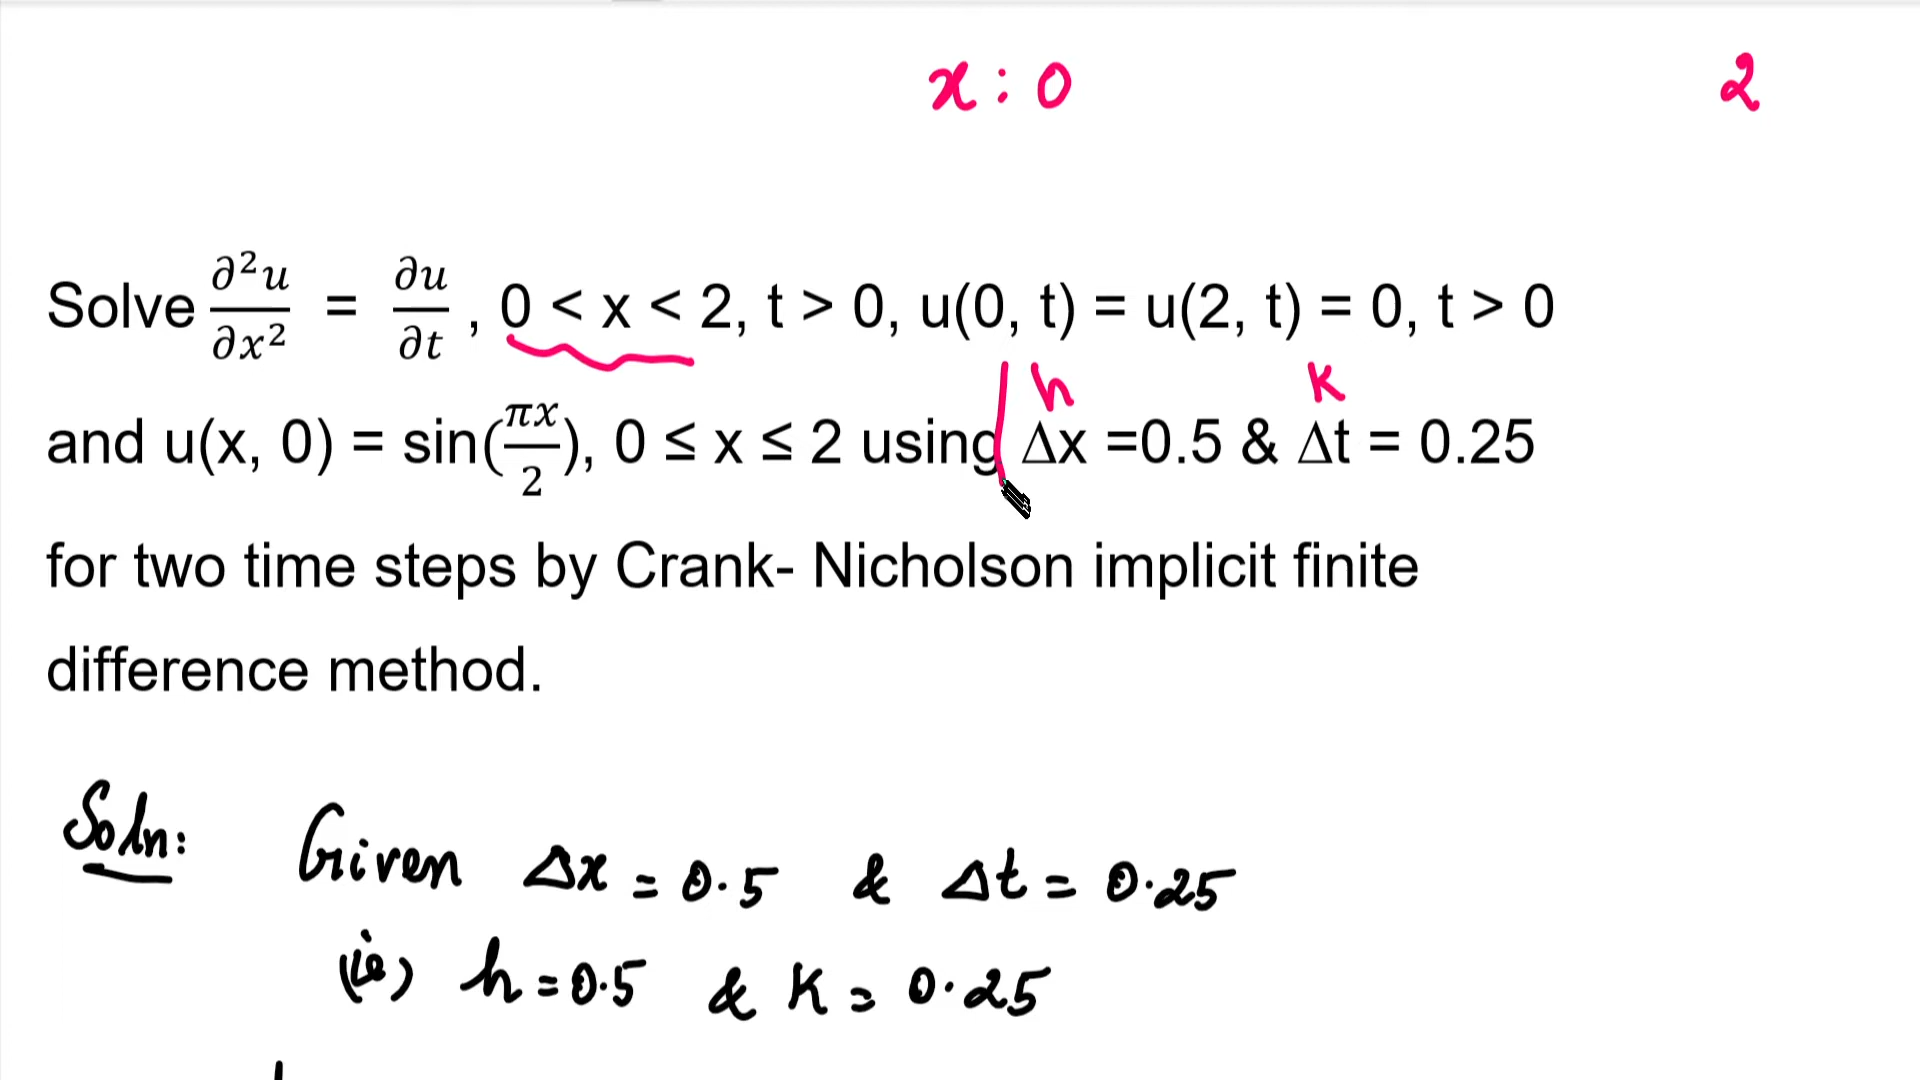 x : 0 2
Solve ∂²u/∂x² = ∂u/∂t , 0 < x < 2, t > 0, u(0, t) = u(2, t) = 0, t > 0
h k
and u(x, 0) = sin(πx/2), 0 ≤ x ≤ 2 using Δx =0.5 & Δt = 0.25
for two time steps by Crank- Nicholson implicit finite
difference method.
Soln: Given Δx = 0.5 & Δt = 0.25
(ie) h = 0.5 & K = 0.25